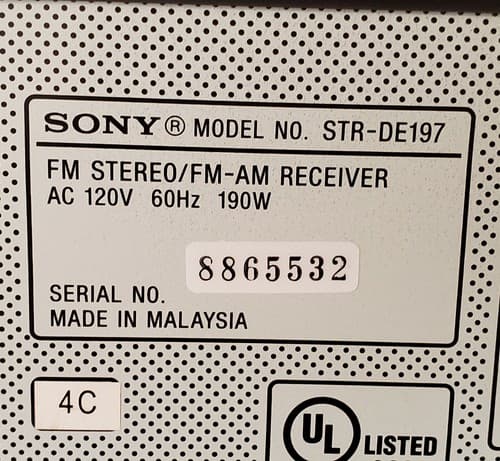 SONY® MODEL NO. STR-DE197
FM STEREO/FM-AM RECEIVER
AC 120V 60Hz 190W
8865532
SERIAL NO.
MADE IN MALAYSIA
4C
UL LISTED